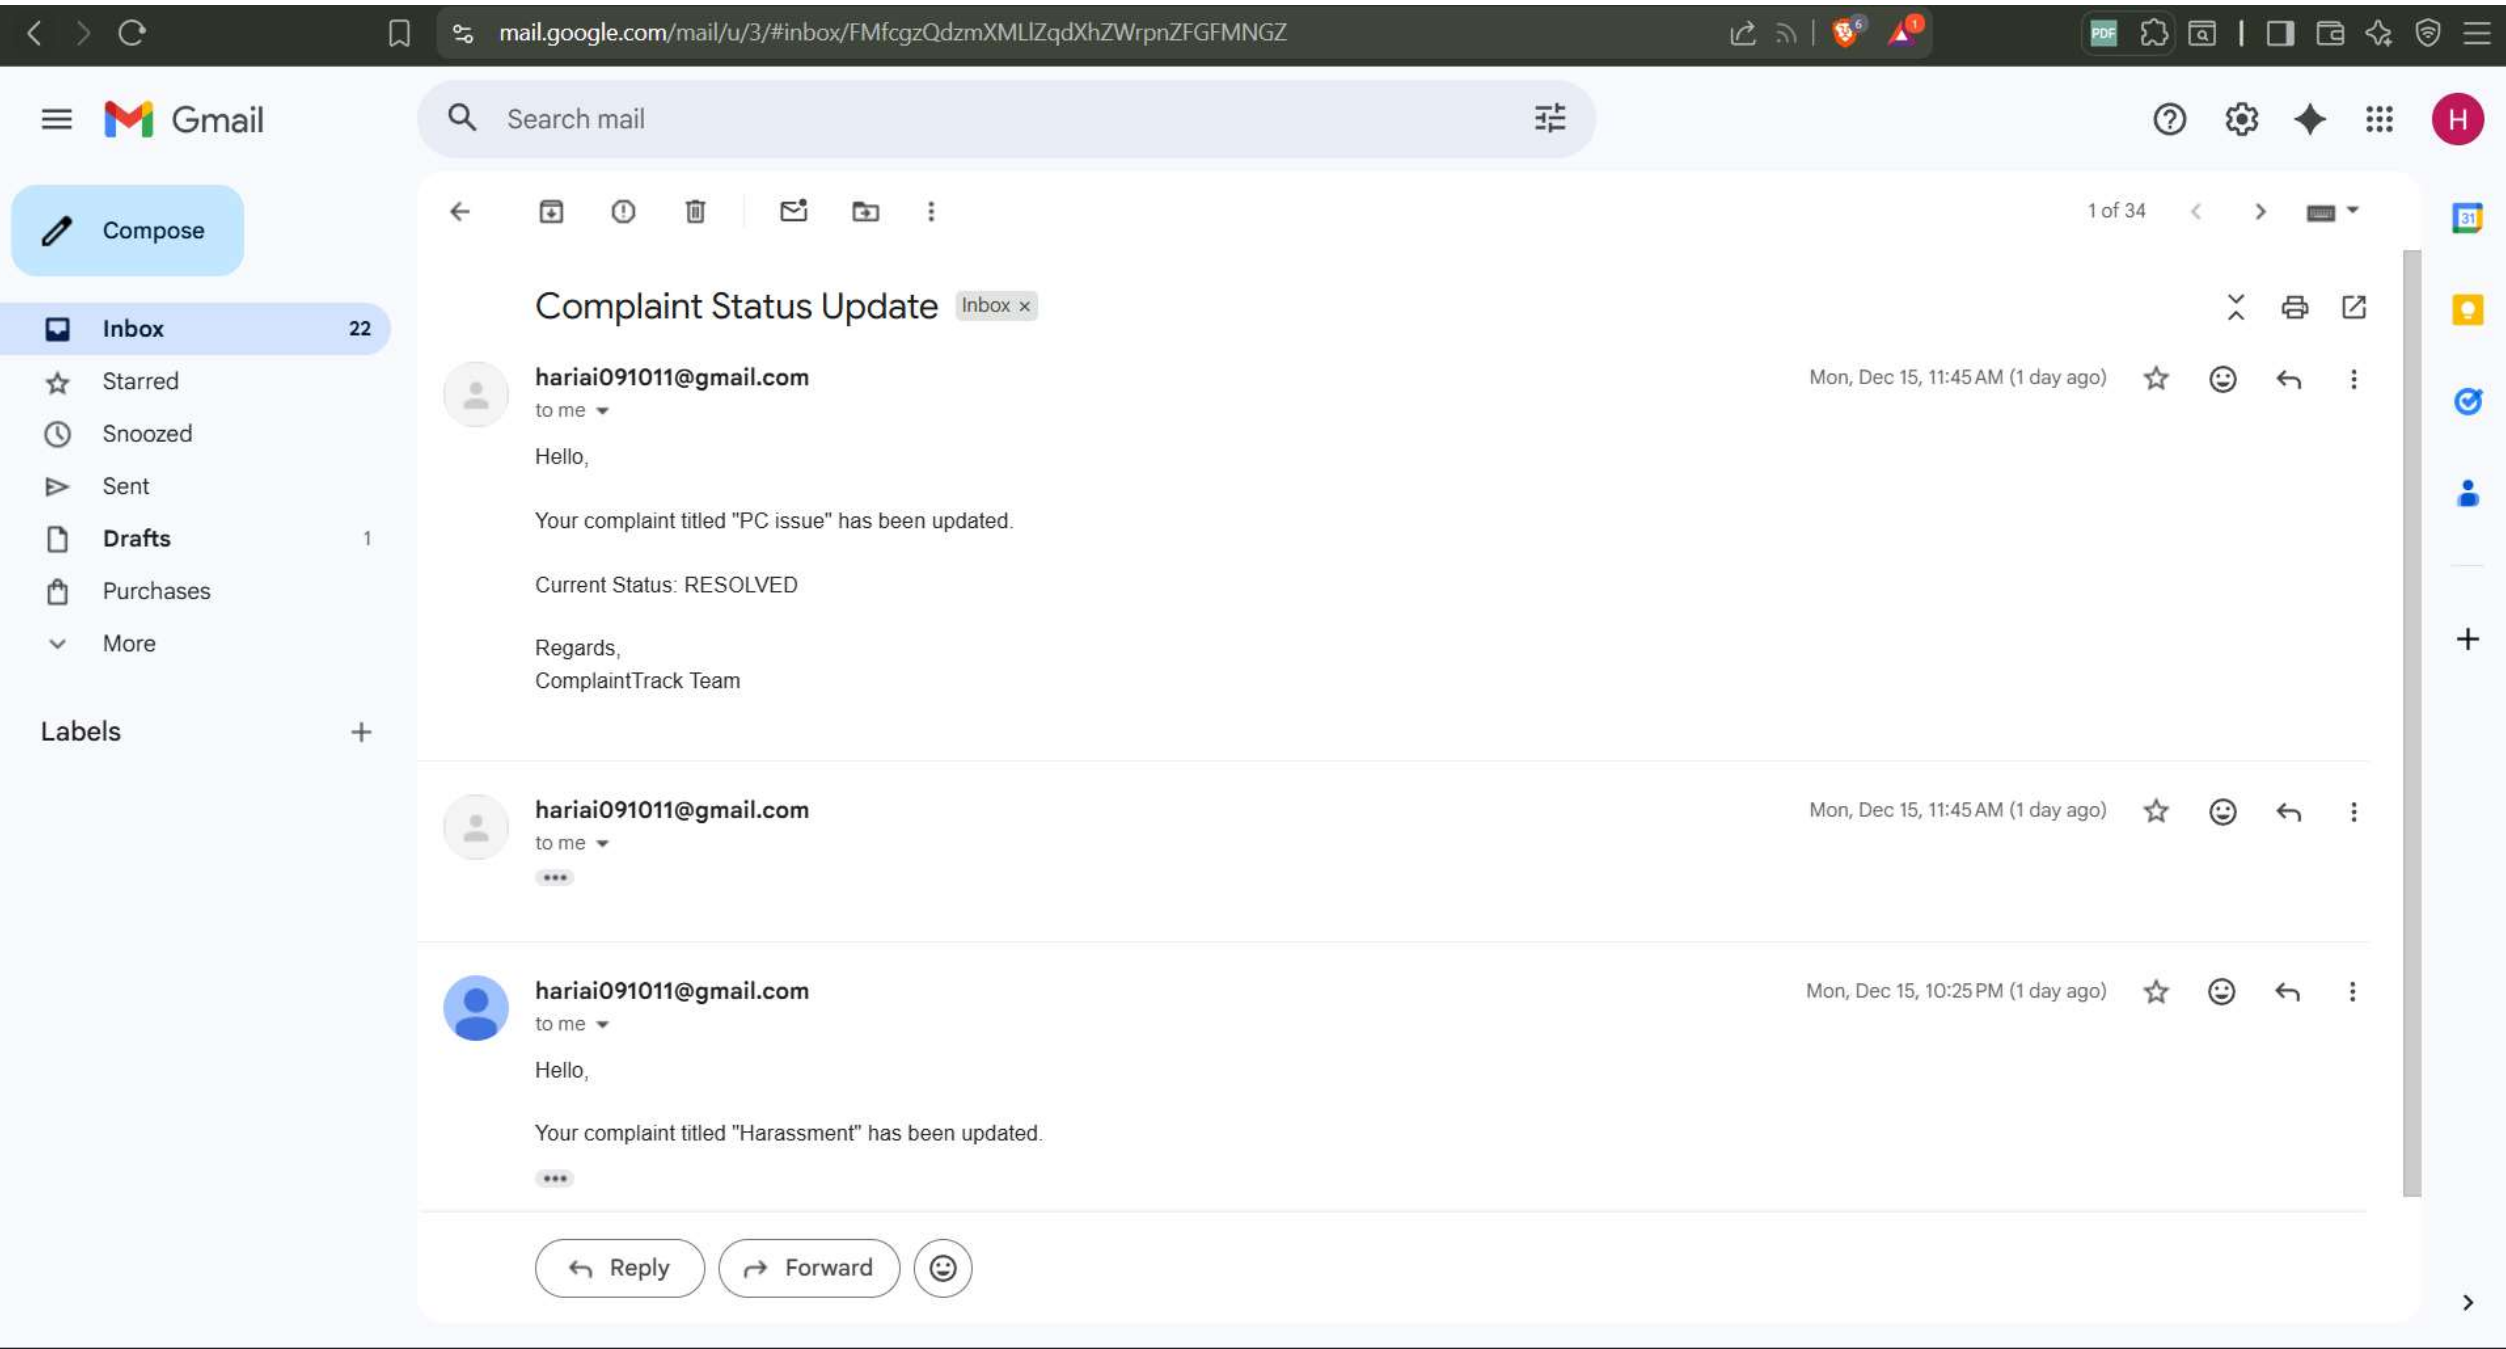 mail.google.com/mail/u/3/#inbox/FMfcgzQdzmXMLlZqdXhZWrpnZFGFMNGZ
6
1
PDF
Gmail
Search mail
H
Compose
1 of 34
31
Complaint Status Update Inbox ×
Inbox 22
Starred
Snoozed
Sent
Drafts 1
Purchases
More
Labels
hariai091011@gmail.com Mon, Dec 15, 11:45 AM (1 day ago)
to me
Hello,
Your complaint titled "PC issue" has been updated.
Current Status: RESOLVED
Regards,
ComplaintTrack Team
hariai091011@gmail.com Mon, Dec 15, 11:45 AM (1 day ago)
to me
hariai091011@gmail.com Mon, Dec 15, 10:25 PM (1 day ago)
to me
Hello,
Your complaint titled "Harassment" has been updated.
Reply Forward